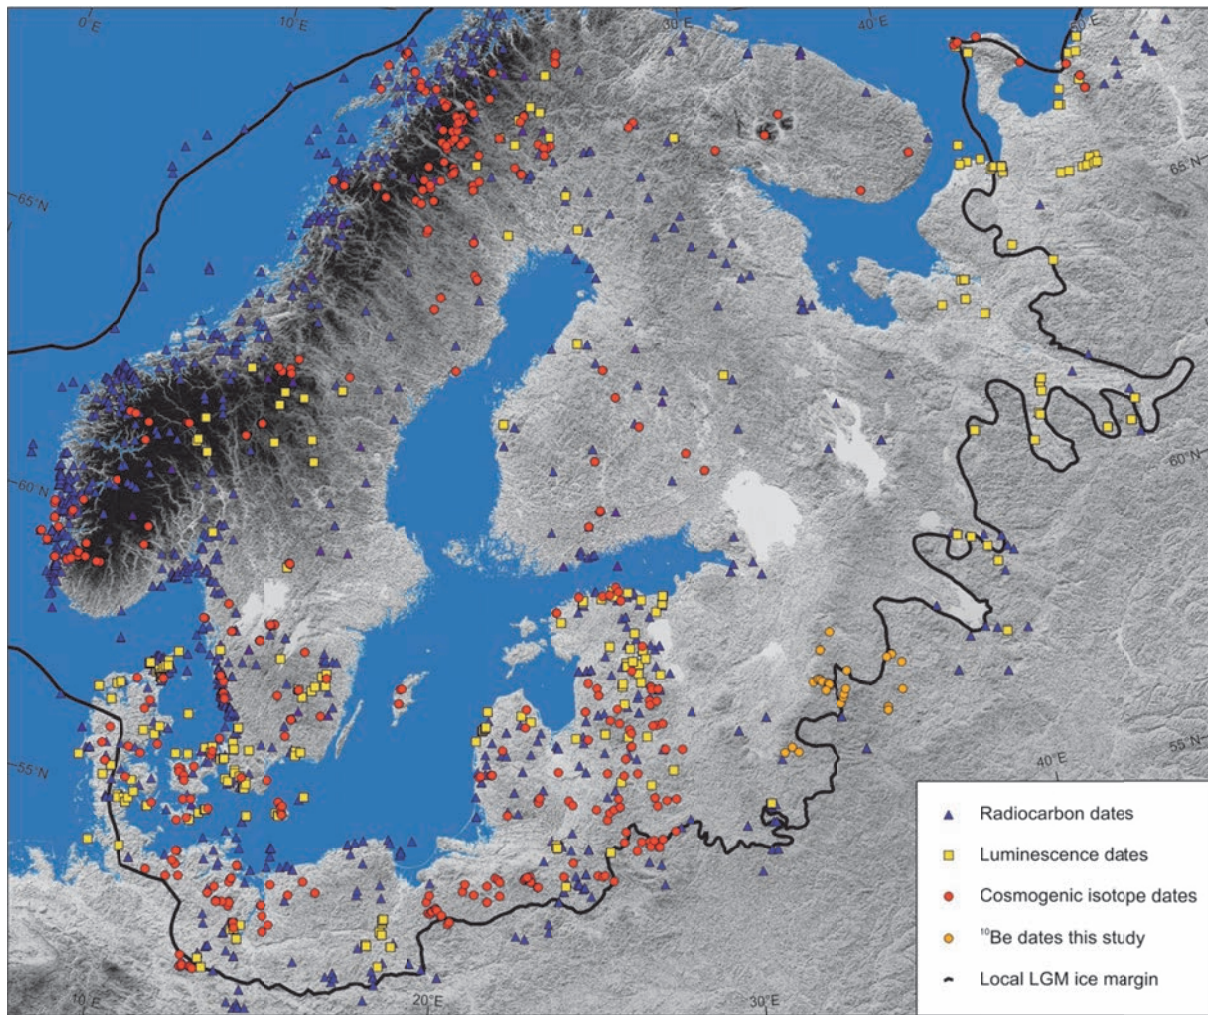 0°E
10°E
20°E
30°E
40°E
50°E
65°N
65°N
60°N
60°N
55°N
55°N
40°E
10°E
20°E
30°E
Radiocarbon dates
Luminescence dates
Cosmogenic isotope dates
¹⁰Be dates this study
Local LGM ice margin